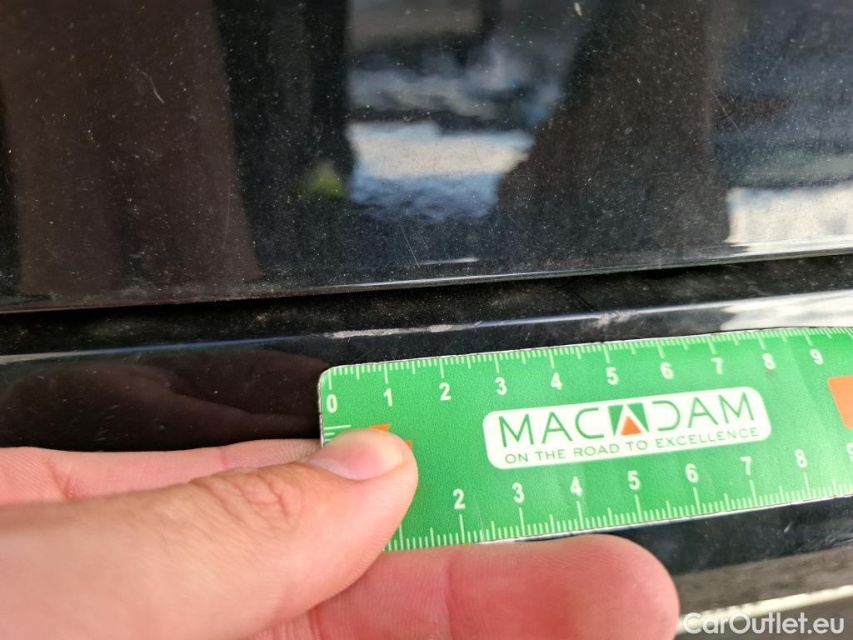 0 1 2 3 4 5 6 7 8 9
MACADAM
ON THE ROAD TO EXCELLENCE
2 3 4 5 6 7 8
CarOutlet.eu